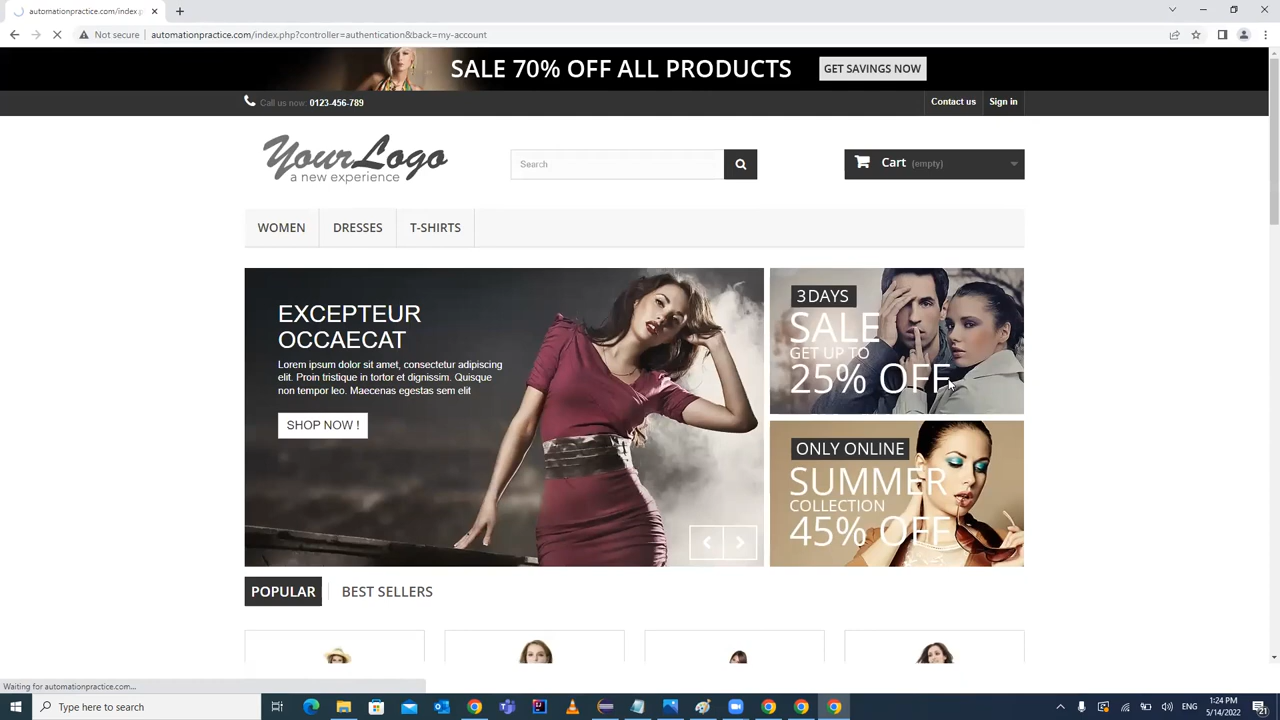 automationpractice.com/index.p
Not secure automationpractice.com/index.php?controller=authentication&back=my-account
SALE 70% OFF ALL PRODUCTS GET SAVINGS NOW
Call us now: 0123-456-789 Contact us Sign in
Your Logo
a new experience
Search
Cart (empty)
WOMEN DRESSES T-SHIRTS
EXCEPTEUR
OCCAECAT
Lorem ipsum dolor sit amet, consectetur adipiscing
elit. Proin tristique in tortor et dignissim. Quisque
non tempor leo. Maecenas egestas sem elit
SHOP NOW !
3DAYS
SALE
GET UP TO
25% OFF
ONLY ONLINE
SUMMER
COLLECTION
45% OFF
POPULAR BEST SELLERS
Waiting for automationpractice.com...
Type here to search
ENG
1:24 PM
5/14/2022
21